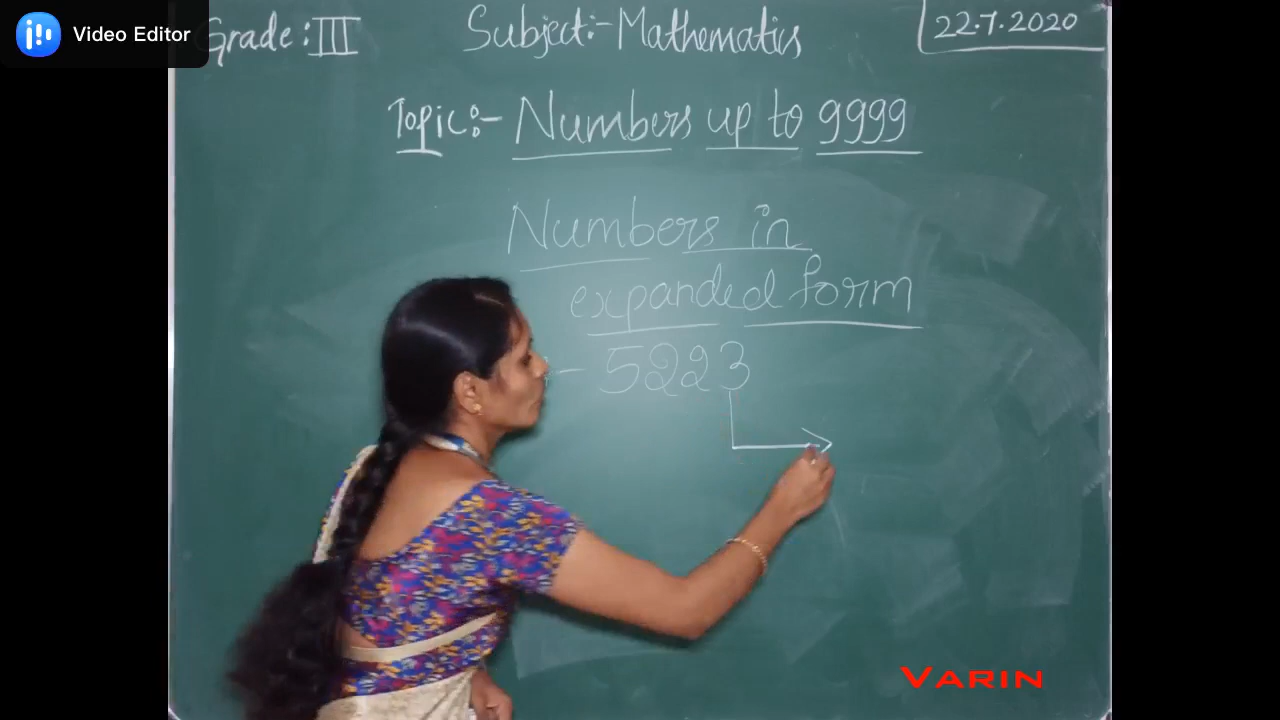 Video Editor
Grade : III
Subject:- Mathematics
22.7.2020
Topic:- Numbers up to 9999
Numbers in
expanded form
- 5223
VARIN